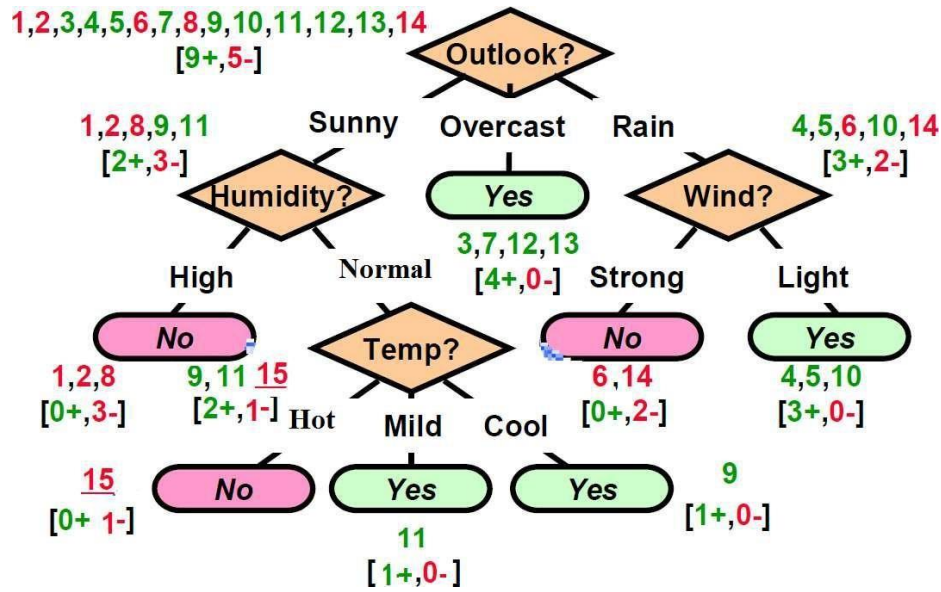 1,2,3,4,5,6,7,8,9,10,11,12,13,14
[9+,5-]
Outlook?
Sunny
Overcast
Rain
1,2,8,9,11
[2+,3-]
4,5,6,10,14
[3+,2-]
Humidity?
Yes
Wind?
3,7,12,13
[4+,0-]
High
Normal
Strong
Light
No
Temp?
No
Yes
1,2,8
[0+,3-]
9,11 15
[2+,1-]
6,14
[0+,2-]
4,5,10
[3+,0-]
Hot
Mild
Cool
15
[0+ 1-]
No
Yes
Yes
9
[1+,0-]
11
[1+,0-]